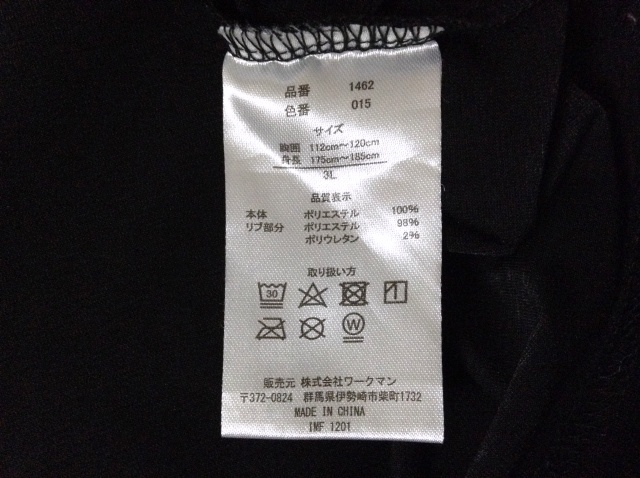 品番 1462
色番 015
サイズ
胸囲 112cm～120cm
身長 175cm～185cm
3L
品質表示
本体 ポリエステル 100%
リブ部分 ポリエステル 98%
ポリウレタン 2%
取り扱い方
30
W
販売元 株式会社ワークマン
〒372-0824 群馬県伊勢崎市柴町1732
MADE IN CHINA
IMF 1201